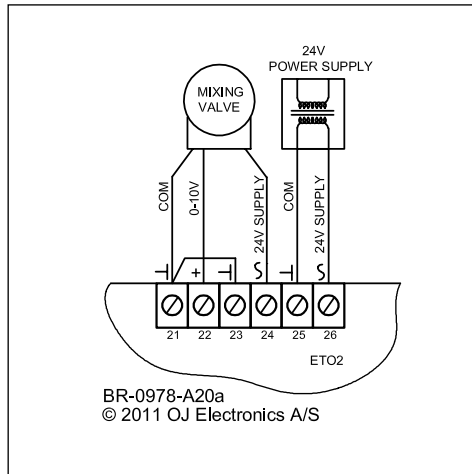 24V
POWER SUPPLY
MIXING
VALVE
COM
0-10V
24V SUPPLY
COM
24V SUPPLY
+
21 22 23 24 25 26
ETO2
BR-0978-A20a
© 2011 OJ Electronics A/S